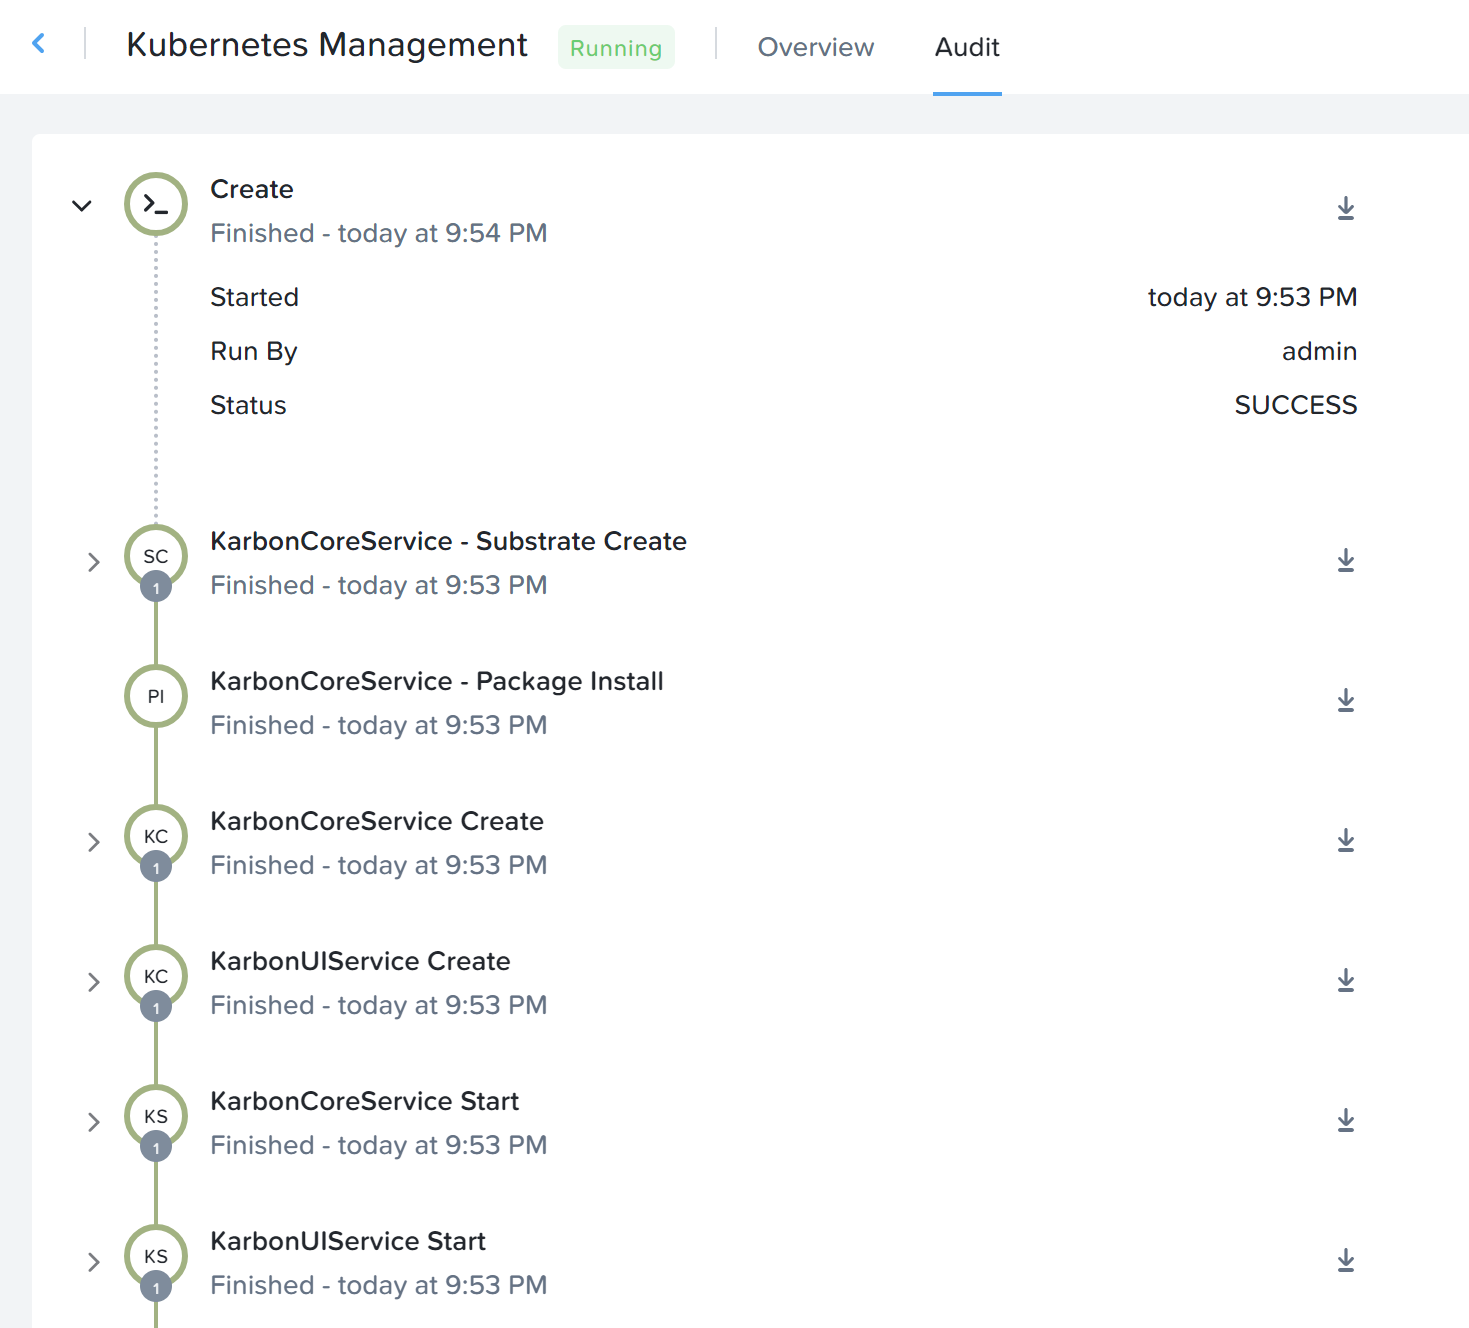 Kubernetes Management Running Overview Audit
>_ Create
Finished - today at 9:54 PM
Started today at 9:53 PM
Run By admin
Status SUCCESS
SC KarbonCoreService - Substrate Create
1 Finished - today at 9:53 PM
PI KarbonCoreService - Package Install
Finished - today at 9:53 PM
KC KarbonCoreService Create
1 Finished - today at 9:53 PM
KC KarbonUIService Create
1 Finished - today at 9:53 PM
KS KarbonCoreService Start
1 Finished - today at 9:53 PM
KS KarbonUIService Start
1 Finished - today at 9:53 PM